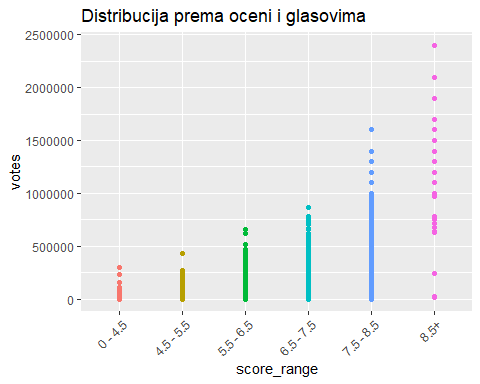 Distribucija prema oceni i glasovima
2500000
2000000
1500000
1000000
500000
0
votes
0 - 4.5
4.5 - 5.5
5.5 - 6.5
6.5 - 7.5
7.5 - 8.5
8.5+
score_range